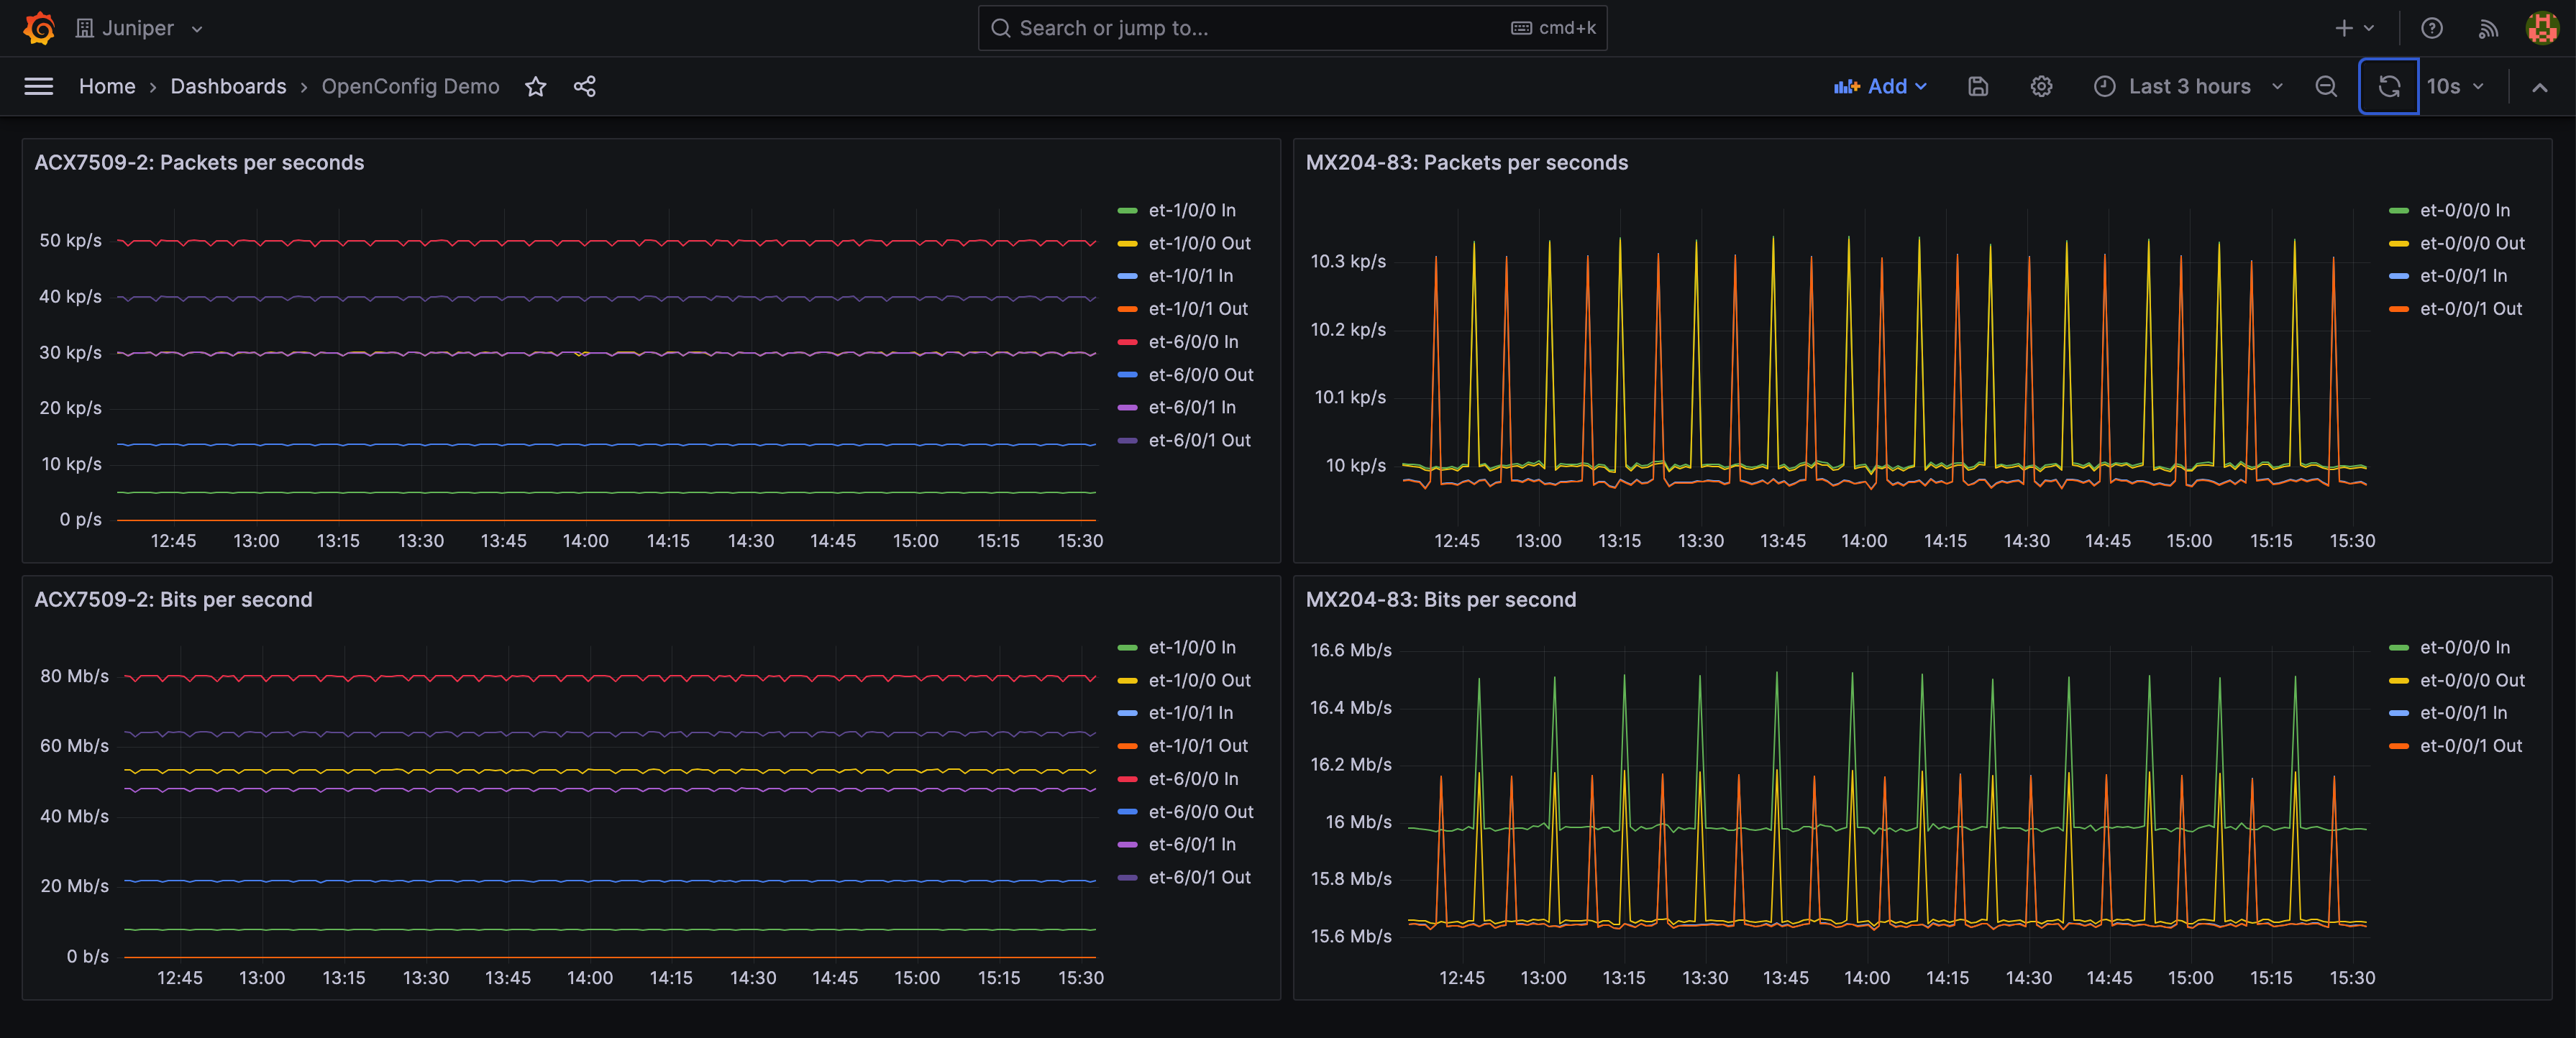 Juniper
Search or jump to...
cmd+k
Home › Dashboards › OpenConfig Demo
Add
Last 3 hours
10s
ACX7509-2: Packets per seconds
50 kp/s
40 kp/s
30 kp/s
20 kp/s
10 kp/s
0 p/s
12:45 13:00 13:15 13:30 13:45 14:00 14:15 14:30 14:45 15:00 15:15 15:30
et-1/0/0 In
et-1/0/0 Out
et-1/0/1 In
et-1/0/1 Out
et-6/0/0 In
et-6/0/0 Out
et-6/0/1 In
et-6/0/1 Out
MX204-83: Packets per seconds
10.3 kp/s
10.2 kp/s
10.1 kp/s
10 kp/s
12:45 13:00 13:15 13:30 13:45 14:00 14:15 14:30 14:45 15:00 15:15 15:30
et-0/0/0 In
et-0/0/0 Out
et-0/0/1 In
et-0/0/1 Out
ACX7509-2: Bits per second
80 Mb/s
60 Mb/s
40 Mb/s
20 Mb/s
0 b/s
12:45 13:00 13:15 13:30 13:45 14:00 14:15 14:30 14:45 15:00 15:15 15:30
et-1/0/0 In
et-1/0/0 Out
et-1/0/1 In
et-1/0/1 Out
et-6/0/0 In
et-6/0/0 Out
et-6/0/1 In
et-6/0/1 Out
MX204-83: Bits per second
16.6 Mb/s
16.4 Mb/s
16.2 Mb/s
16 Mb/s
15.8 Mb/s
15.6 Mb/s
12:45 13:00 13:15 13:30 13:45 14:00 14:15 14:30 14:45 15:00 15:15 15:30
et-0/0/0 In
et-0/0/0 Out
et-0/0/1 In
et-0/0/1 Out